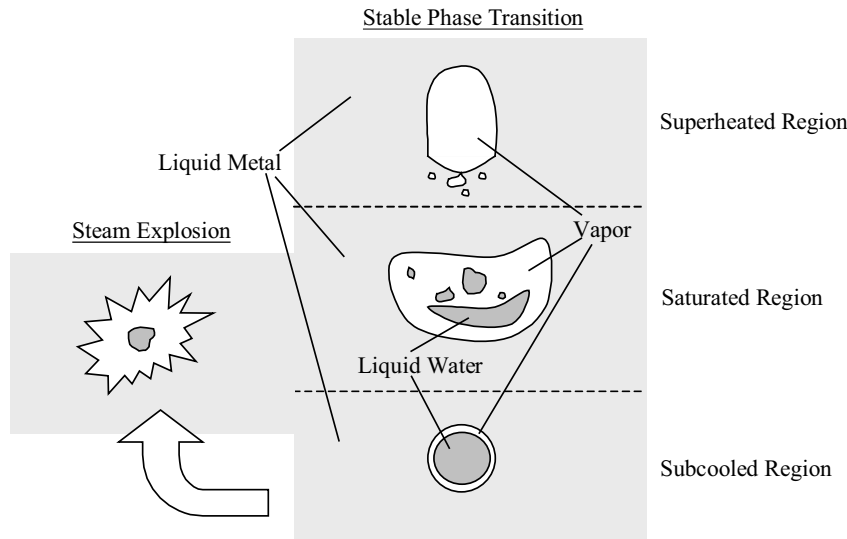 Stable Phase Transition
Superheated Region
Liquid Metal
Steam Explosion
Vapor
Saturated Region
Liquid Water
Subcooled Region